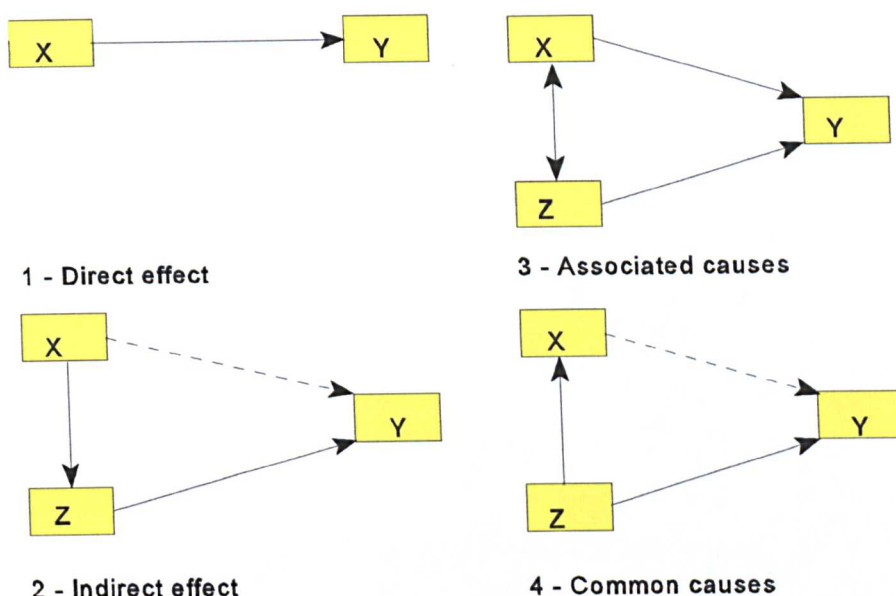 X
Y
1 - Direct effect
X
Y
Z
3 - Associated causes
X
Y
Z
2 - Indirect effect
X
Y
Z
4 - Common causes